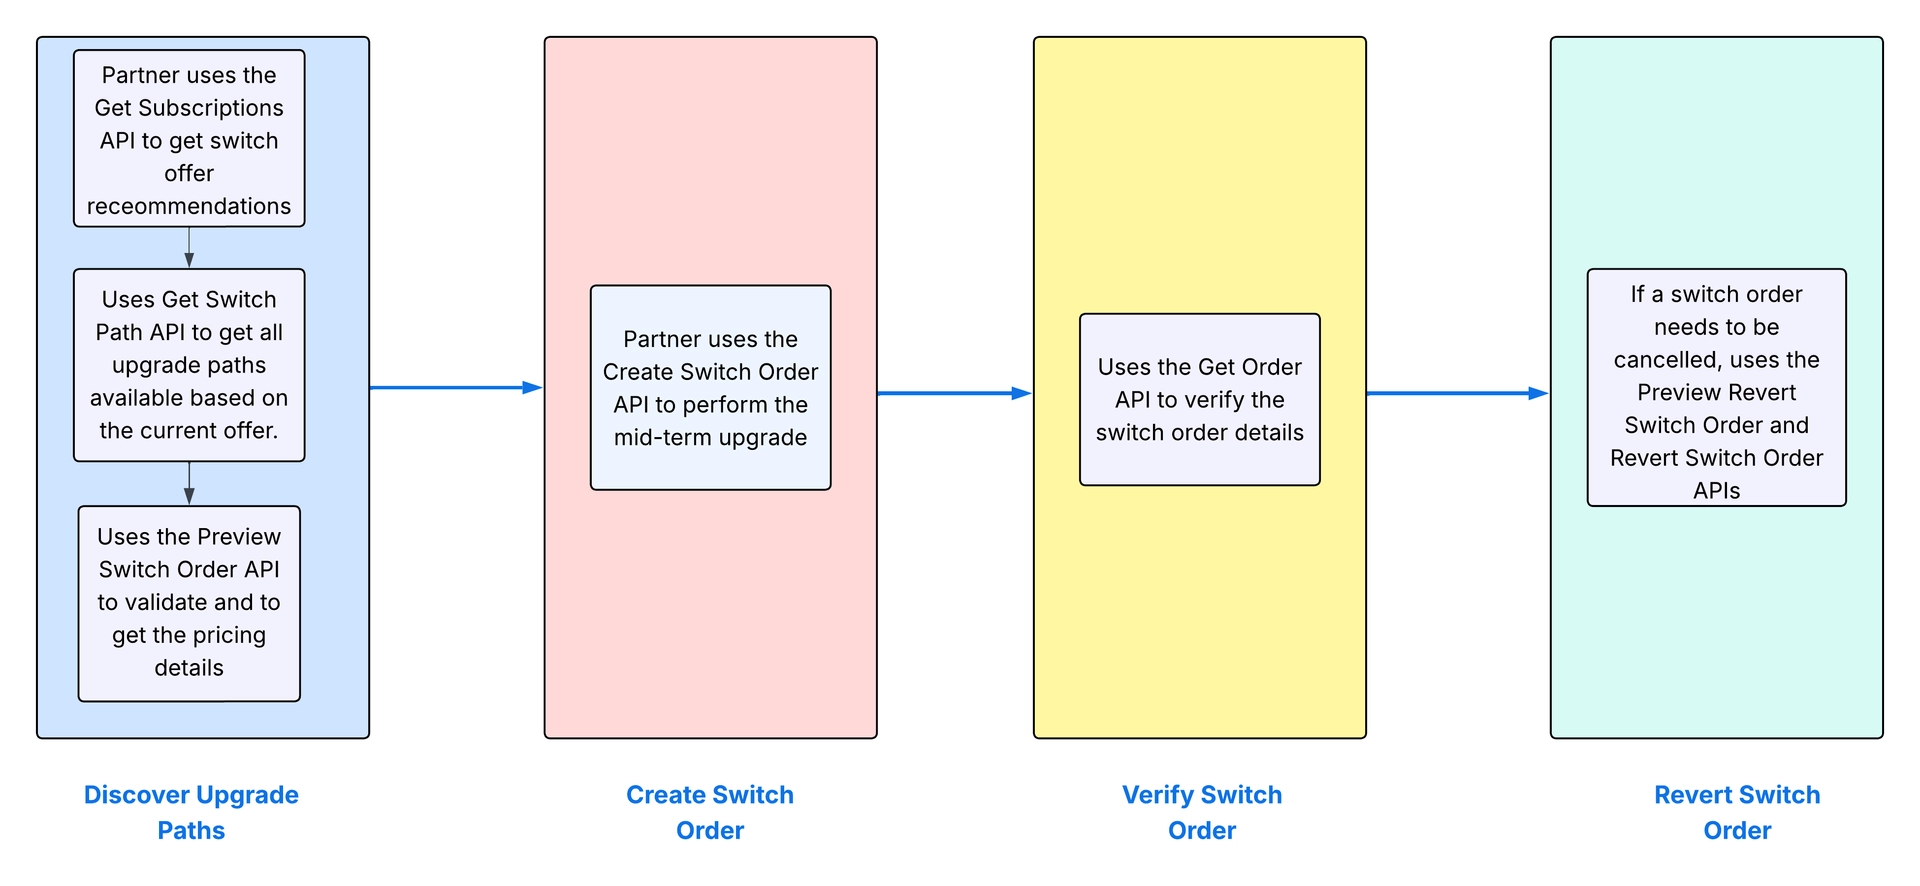 Partner uses the
Get Subscriptions
API to get switch
offer
receommendations
Uses Get Switch
Path API to get all
upgrade paths
available based on
the current offer.
Uses the Preview
Switch Order API
to validate and to
get the pricing
details
Discover Upgrade
Paths
Partner uses the
Create Switch Order
API to perform the
mid-term upgrade
Create Switch
Order
Uses the Get Order
API to verify the
switch order details
Verify Switch
Order
If a switch order
needs to be
cancelled, uses the
Preview Revert
Switch Order and
Revert Switch Order
APIs
Revert Switch
Order